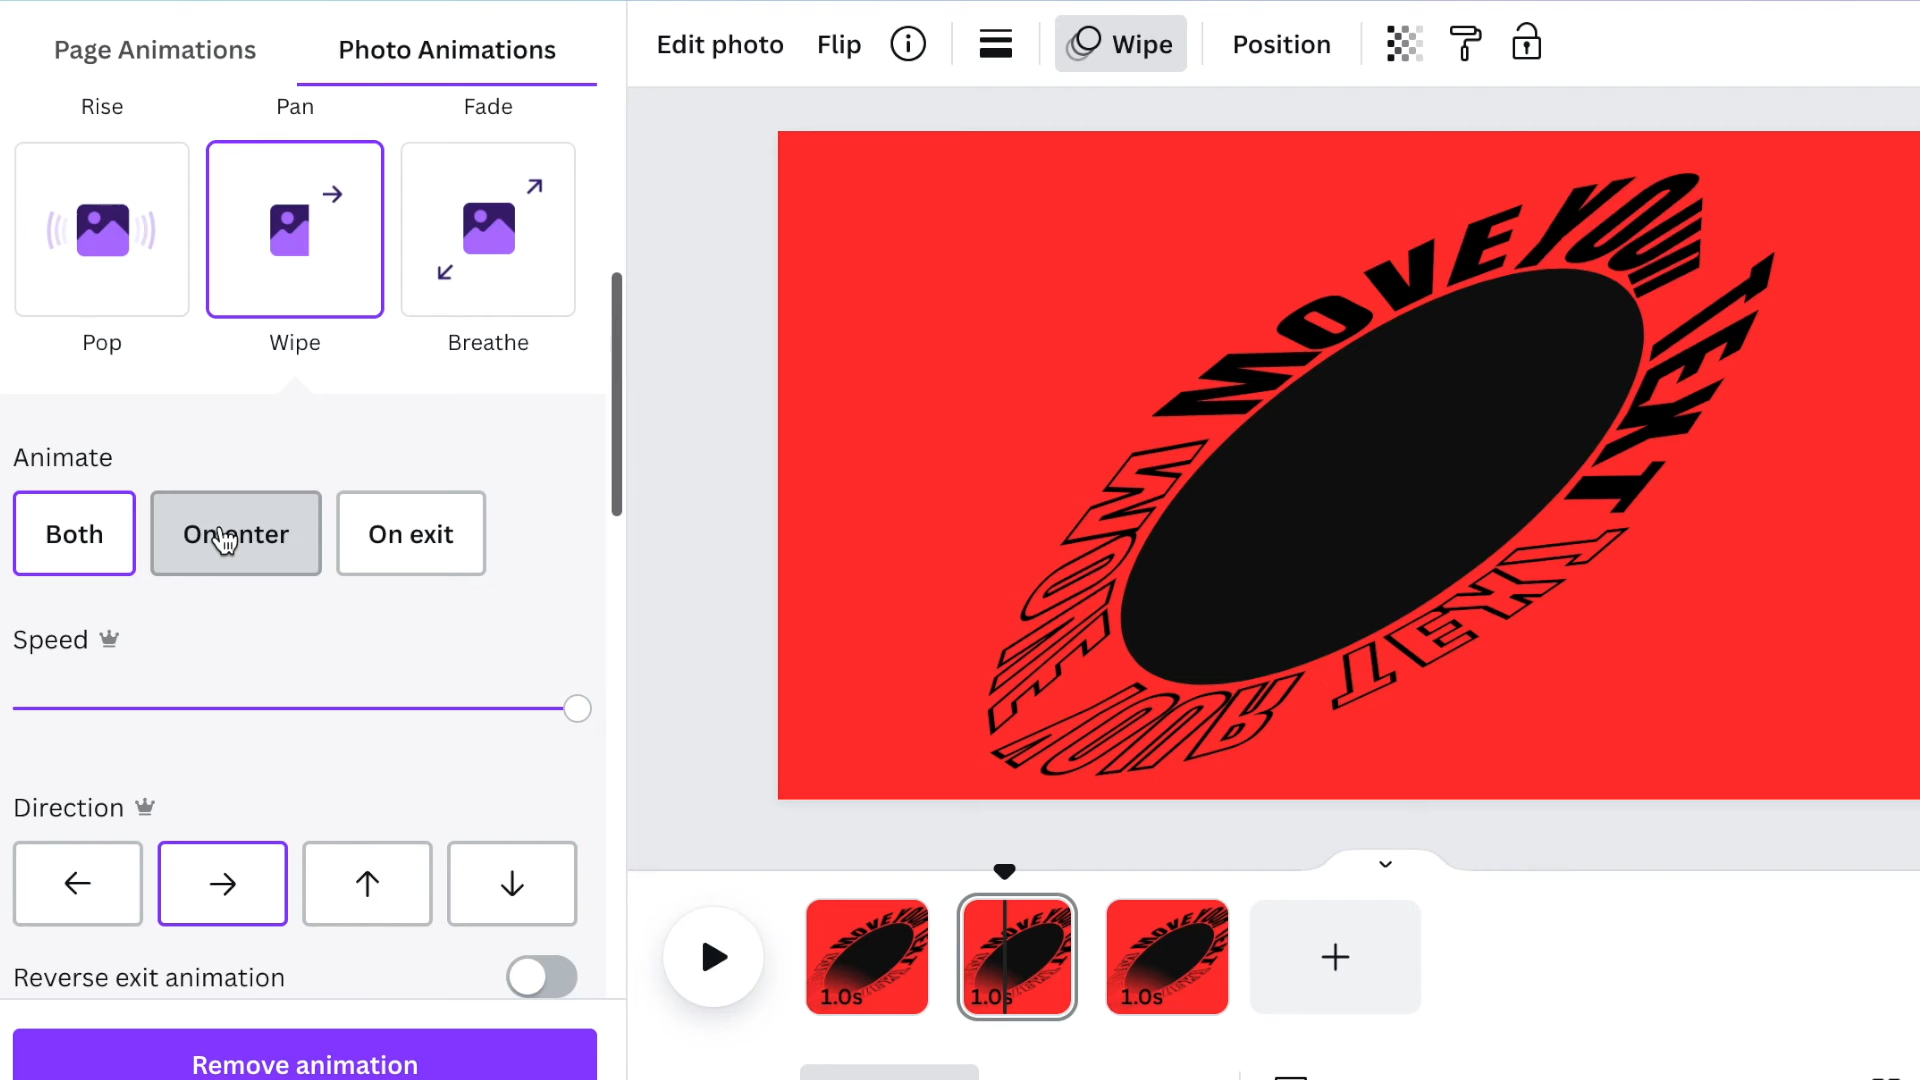 Page Animations
Photo Animations
Edit photo
Flip
Wipe
Position
Rise
Pan
Fade
Pop
Wipe
Breathe
Animate
Both
On enter
On exit
Speed
Direction
Reverse exit animation
Remove animation
MOVE YOUR TEXT
MOVE YOUR TEXT
1.0s
1.0s
1.0s